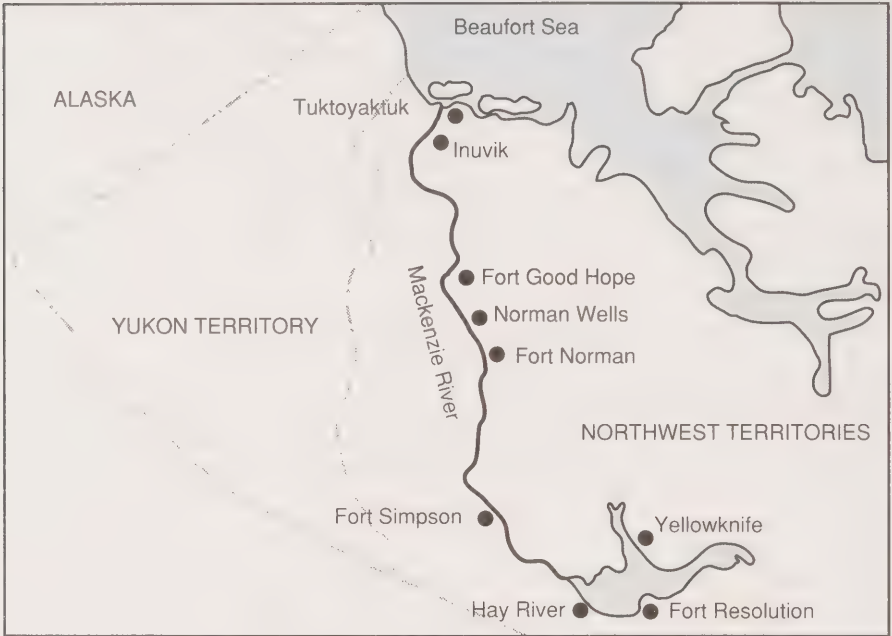 Beaufort Sea
ALASKA
Tuktoyaktuk
Inuvik
Fort Good Hope
Mackenzie River
Norman Wells
YUKON TERRITORY
Fort Norman
NORTHWEST TERRITORIES
Fort Simpson
Yellowknife
Hay River
Fort Resolution